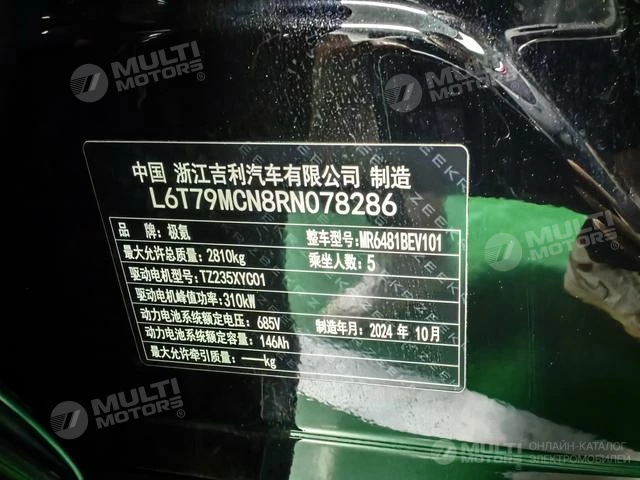 MULTI
MOTORS
MULTI
MOTORS
中国 浙江吉利汽车有限公司 制造
L6T79MCN8RN078286
品 牌: 极氪 整车型号:MR6481BEV101
最大允许总质量: 2810kg 乘坐人数: 5
驱动电机型号: TZ235XYC01
驱动电机峰值功率: 310kW
动力电池系统额定电压: 685V 制造年月: 2024 年 10月
动力电池系统额定容量: 146Ah
最大允许牵引质量: ——kg
MULTI
MOTORS
MULTI
MOTORS
MULTI
MOTORS
ОНЛАЙН-КАТАЛОГ
ЭЛЕКТРОМОБИЛЕЙ